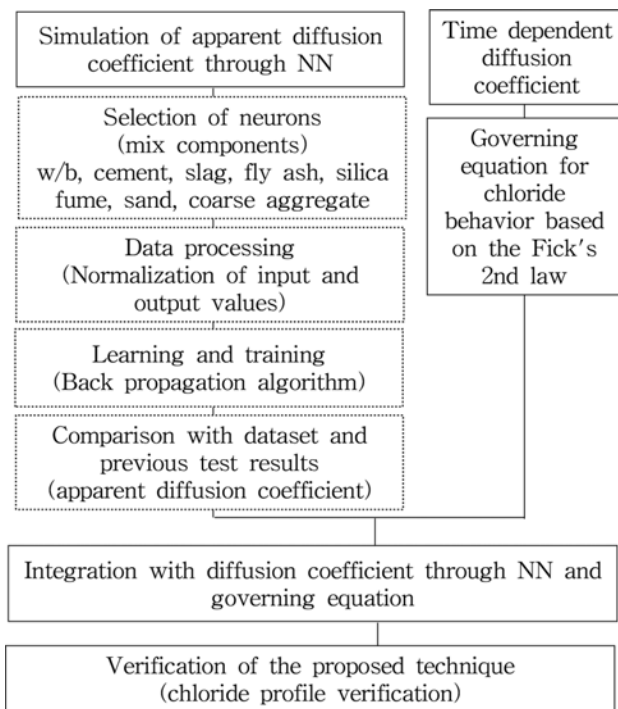 Simulation of apparent diffusion
coefficient through NN
Selection of neurons
(mix components)
w/b, cement, slag, fly ash, silica
fume, sand, coarse aggregate
Data processing
(Normalization of input and
output values)
Learning and training
(Back propagation algorithm)
Comparison with dataset and
previous test results
(apparent diffusion coefficient)
Time dependent
diffusion
coefficient
Governing
equation for
chloride
behavior based
on the Fick's
2nd law
Integration with diffusion coefficient through NN and
governing equation
Verification of the proposed technique
(chloride profile verification)